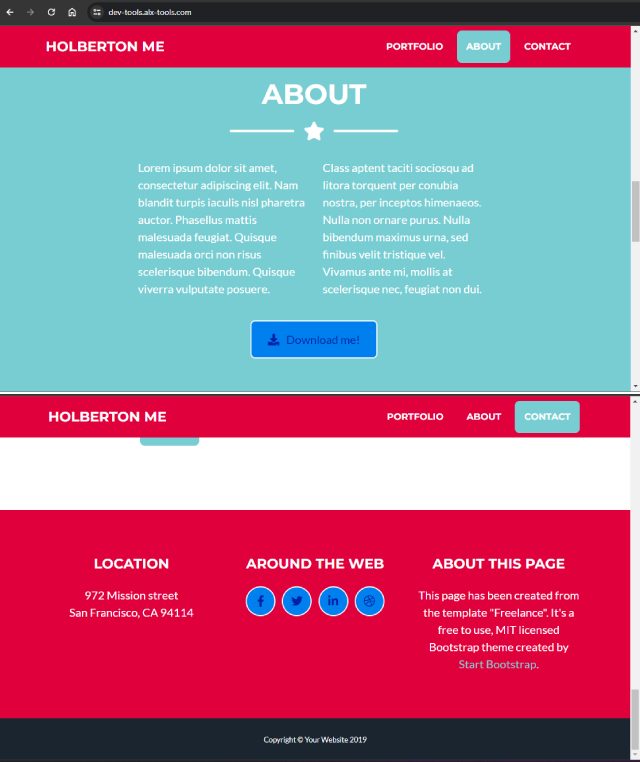 dev-tools.alx-tools.com
HOLBERTON ME
PORTFOLIO
ABOUT
CONTACT
ABOUT
Lorem ipsum dolor sit amet,
consectetur adipiscing elit. Nam
blandit turpis iaculis nisl pharetra
auctor. Phasellus mattis
malesuada feugiat. Quisque
malesuada orci non risus
scelerisque bibendum. Quisque
viverra vulputate posuere.
Class aptent taciti sociosqu ad
litora torquent per conubia
nostra, per inceptos himenaeos.
Nulla non ornare purus. Nulla
bibendum maximus urna, sed
finibus velit tristique vel.
Vivamus ante mi, mollis at
scelerisque nec, feugiat non dui.
Download me!
HOLBERTON ME
PORTFOLIO
ABOUT
CONTACT
LOCATION
972 Mission street
San Francisco, CA 94114
AROUND THE WEB
ABOUT THIS PAGE
This page has been created from
the template "Freelance". It's a
free to use, MIT licensed
Bootstrap theme created by
Start Bootstrap.
Copyright © Your Website 2019